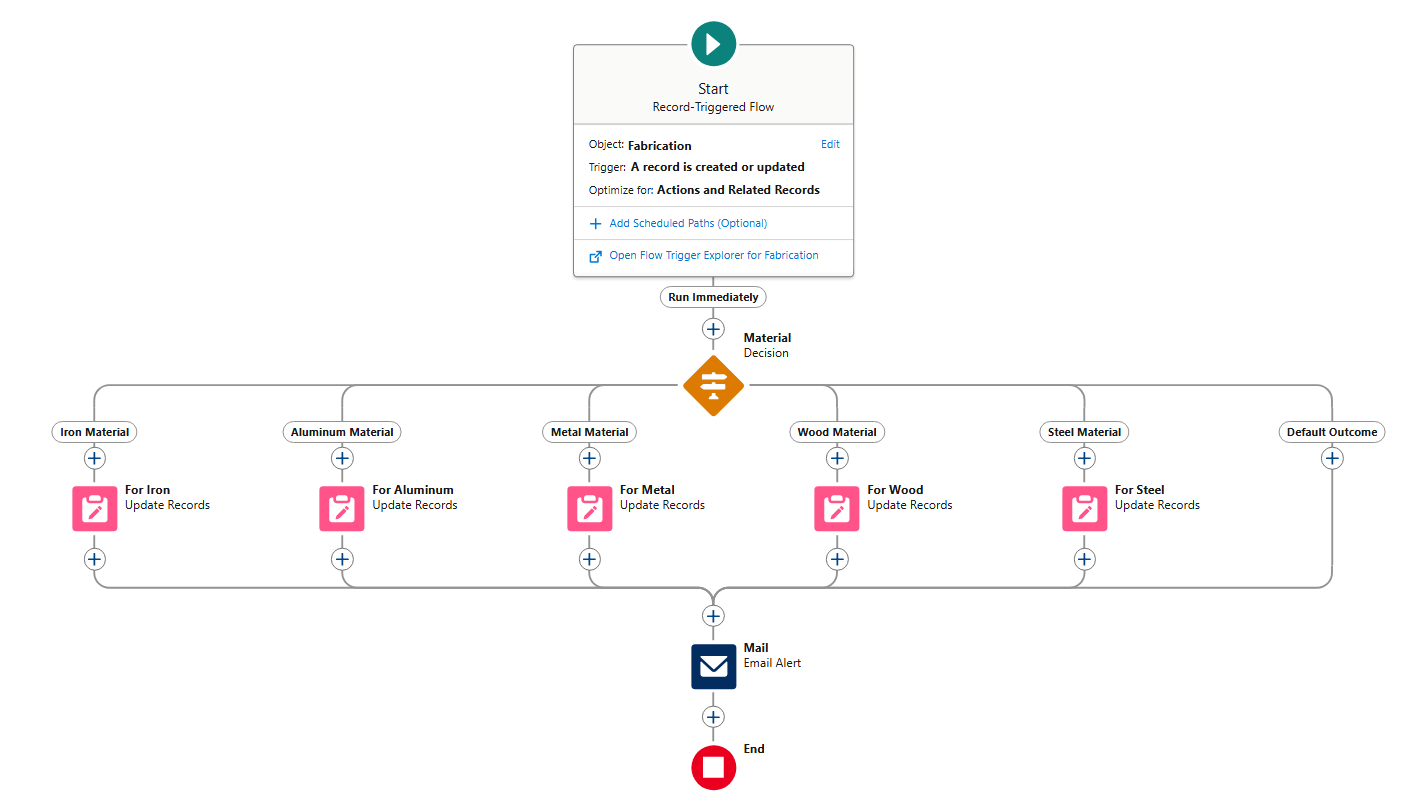 Start
Record-Triggered Flow
Object: Fabrication
Edit
Trigger: A record is created or updated
Optimize for: Actions and Related Records
Add Scheduled Paths (Optional)
Open Flow Trigger Explorer for Fabrication
Run Immediately
Material
Decision
Iron Material
Aluminum Material
Metal Material
Wood Material
Steel Material
Default Outcome
For Iron
Update Records
For Aluminum
Update Records
For Metal
Update Records
For Wood
Update Records
For Steel
Update Records
Mail
Email Alert
End